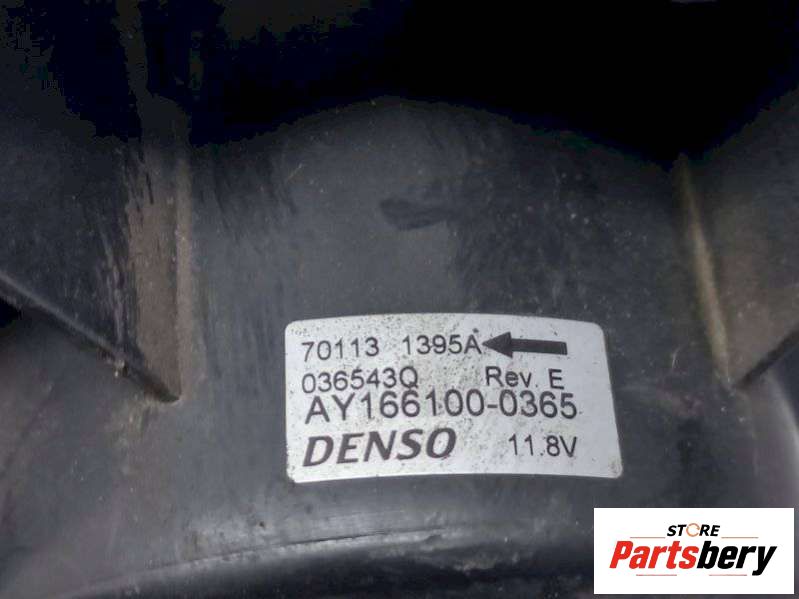 70113 1395A
036543Q Rev. E
AY166100-0365
DENSO 11.8V
STORE
Partsbery